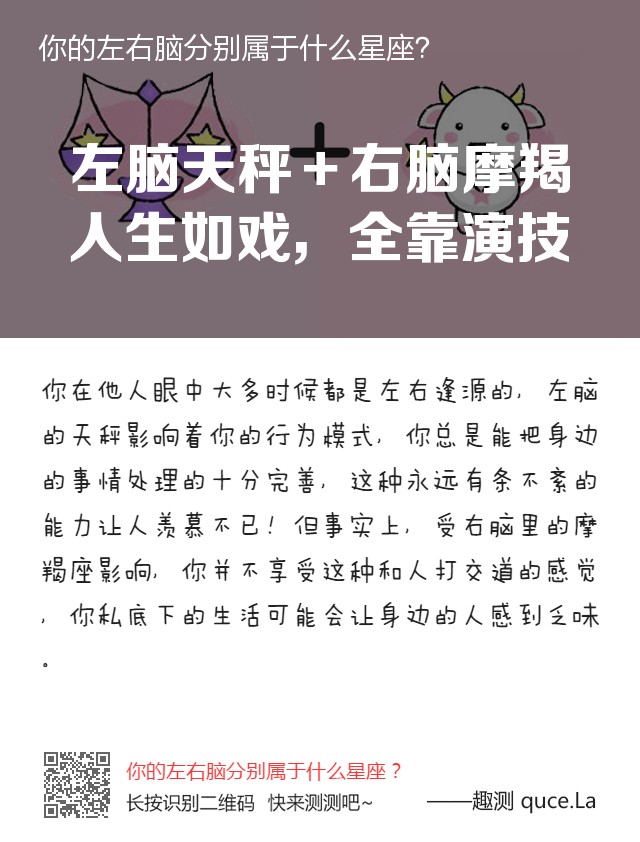 你的左右脑分别属于什么星座？
左脑天秤＋右脑摩羯
人生如戏，全靠演技
你在他人眼中大多时候都是左右逢源的，左脑
的天秤影响着你的行为模式，你总是能把身边
的事情处理的十分完善，这种永远有条不紊的
能力让人羡慕不已！但事实上，受右脑里的摩
羯座影响，你并不享受这种和人打交道的感觉
，你私底下的生活可能会让身边的人感到乏味
。
你的左右脑分别属于什么星座？
长按识别二维码 快来测测吧~
——趣测 quce.La